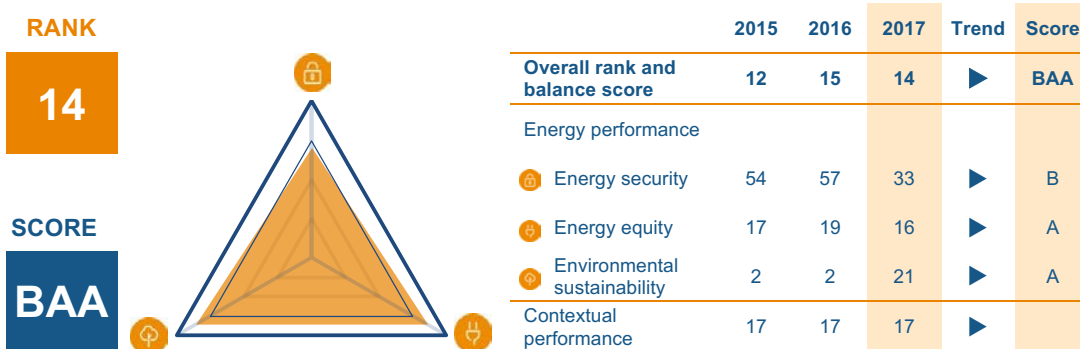 RANK
14
SCORE
BAA
2015 2016 2017 Trend Score
Overall rank and
balance score 12 15 14 BAA
Energy performance
Energy security 54 57 33 B
Energy equity 17 19 16 A
Environmental
sustainability 2 2 21 A
Contextual
performance 17 17 17